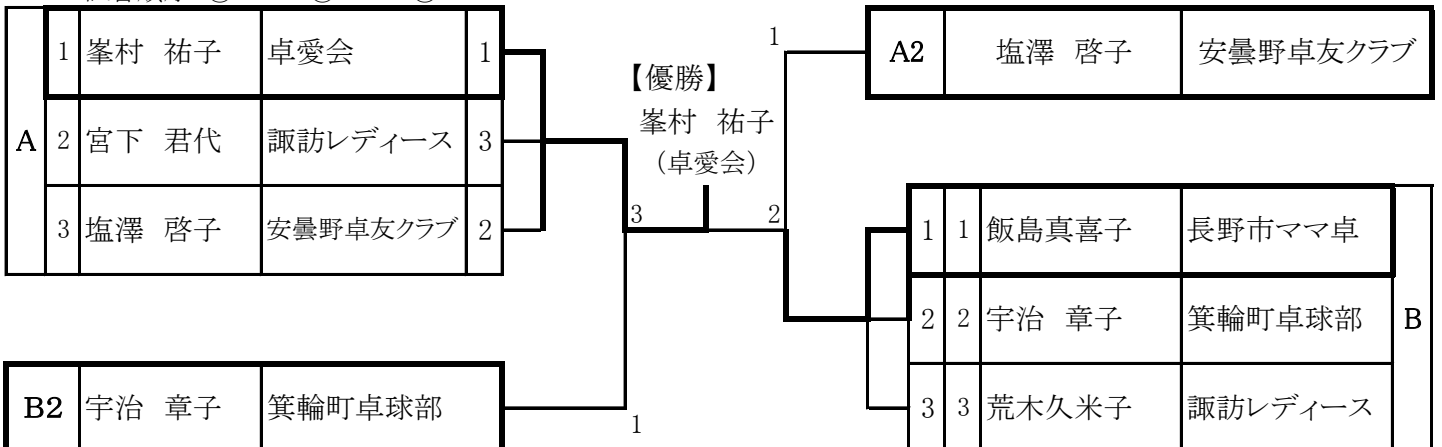 A
1 峯村 祐子 卓愛会 1
2 宮下 君代 諏訪レディース 3
3 塩澤 啓子 安曇野卓友クラブ 2
B2 宇治 章子 箕輪町卓球部
【優勝】
峯村 祐子
(卓愛会)
3 2
1
1
A2 塩澤 啓子 安曇野卓友クラブ
1 1 飯島真喜子 長野市ママ卓
2 2 宇治 章子 箕輪町卓球部
3 3 荒木久米子 諏訪レディース
B